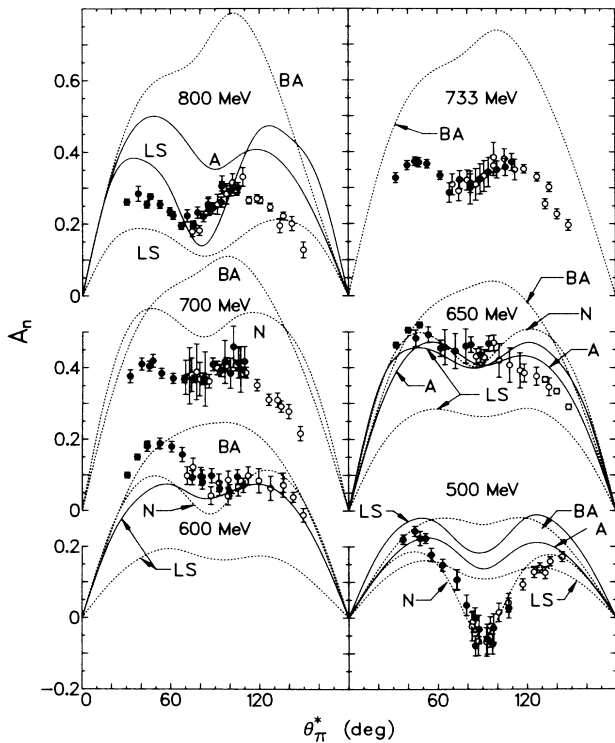 0.6
0.4
0.2
0
0.4
0.2
0
0.2
0
−0.2
A_n
800 MeV
BA
LS
A
LS
733 MeV
BA
BA
700 MeV
N
650 MeV
BA
N
A
A
LS
BA
N
600 MeV
LS
500 MeV
LS
BA
A
N
LS
0 60 120 0 60 120
θ*_π (deg)